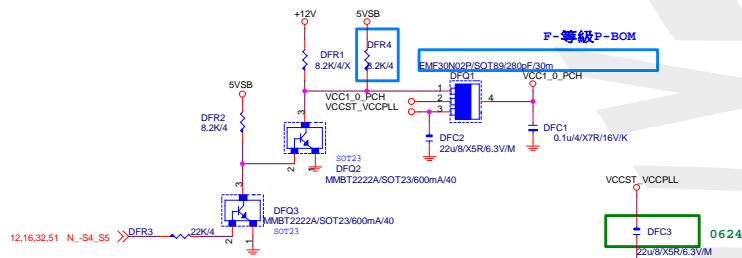 +12V
5VSB
F-等級P-BOM
DFR1
8.2K/4/X
DFR4
8.2K/4
EMF30N02P/SOT89/280pF/30m
DFQ1
VCC1_0_PCH
5VSB
VCC1_0_PCH
VCCST_VCCPLL
1
2
3
4
DFR2
8.2K/4
3
DFC2
22u/8/X5R/6.3V/M
DFC1
0.1u/4/X7R/16V/K
2
1
SOT23
DFQ2
MMBT2222A/SOT23/600mA/40
VCCST_VCCPLL
3
DFQ3
MMBT2222A/SOT23/600mA/40
SOT23
2
1
12,16,32,51 N_-S4_S5
DFR3
22K/4
DFC3
0624
22u/8/X5R/6.3V/M